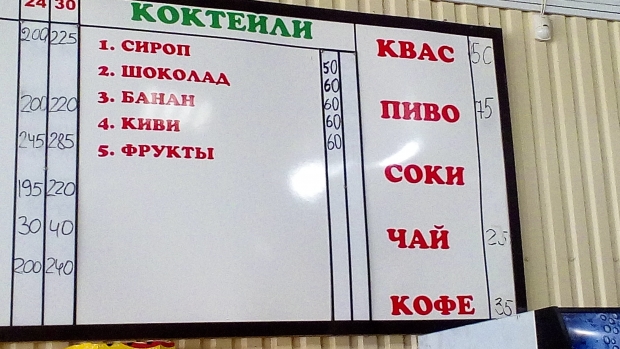 24 30
КОКТЕИЛИ
200 225
200 220
245 285
195 220
30 40
200 240
1. СИРОП 50
2. ШОКОЛАД 60
3. БАНАН 60
4. КИВИ 60
5. ФРУКТЫ 60
КВАС 50
ПИВО 75
СОКИ
ЧАЙ 25
КОФЕ 35